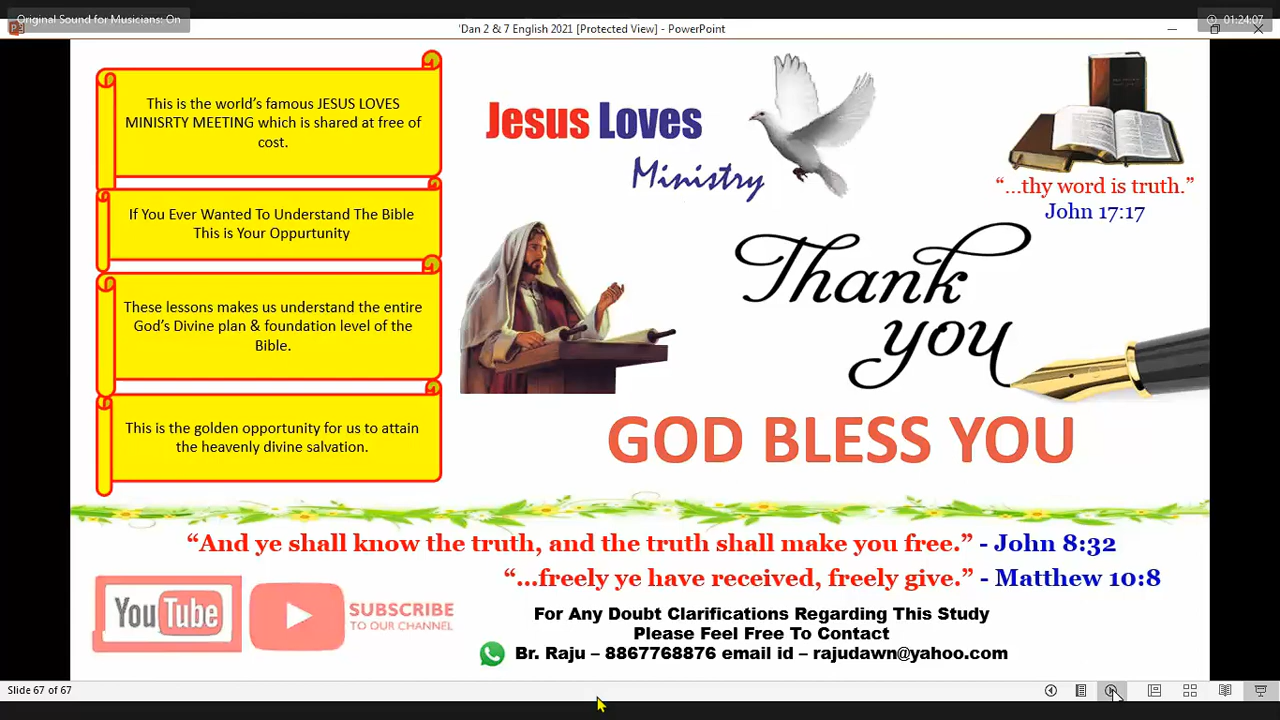 Original Sound for Musicians: On
01:24:07
'Dan 2 & 7 English 2021 [Protected View] - PowerPoint
This is the world's famous JESUS LOVES
MINISRTY MEETING which is shared at free of
cost.
If You Ever Wanted To Understand The Bible
This is Your Oppurtunity
These lessons makes us understand the entire
God's Divine plan & foundation level of the
Bible.
This is the golden opportunity for us to attain
the heavenly divine salvation.
Jesus Loves
Ministry
“...thy word is truth.”
John 17:17
Thank
you
GOD BLESS YOU
“And ye shall know the truth, and the truth shall make you free.” - John 8:32
“...freely ye have received, freely give.” - Matthew 10:8
YouTube
SUBSCRIBE
TO OUR CHANNEL
For Any Doubt Clarifications Regarding This Study
Please Feel Free To Contact
Br. Raju – 8867768876 email id – rajudawn@yahoo.com
Slide 67 of 67